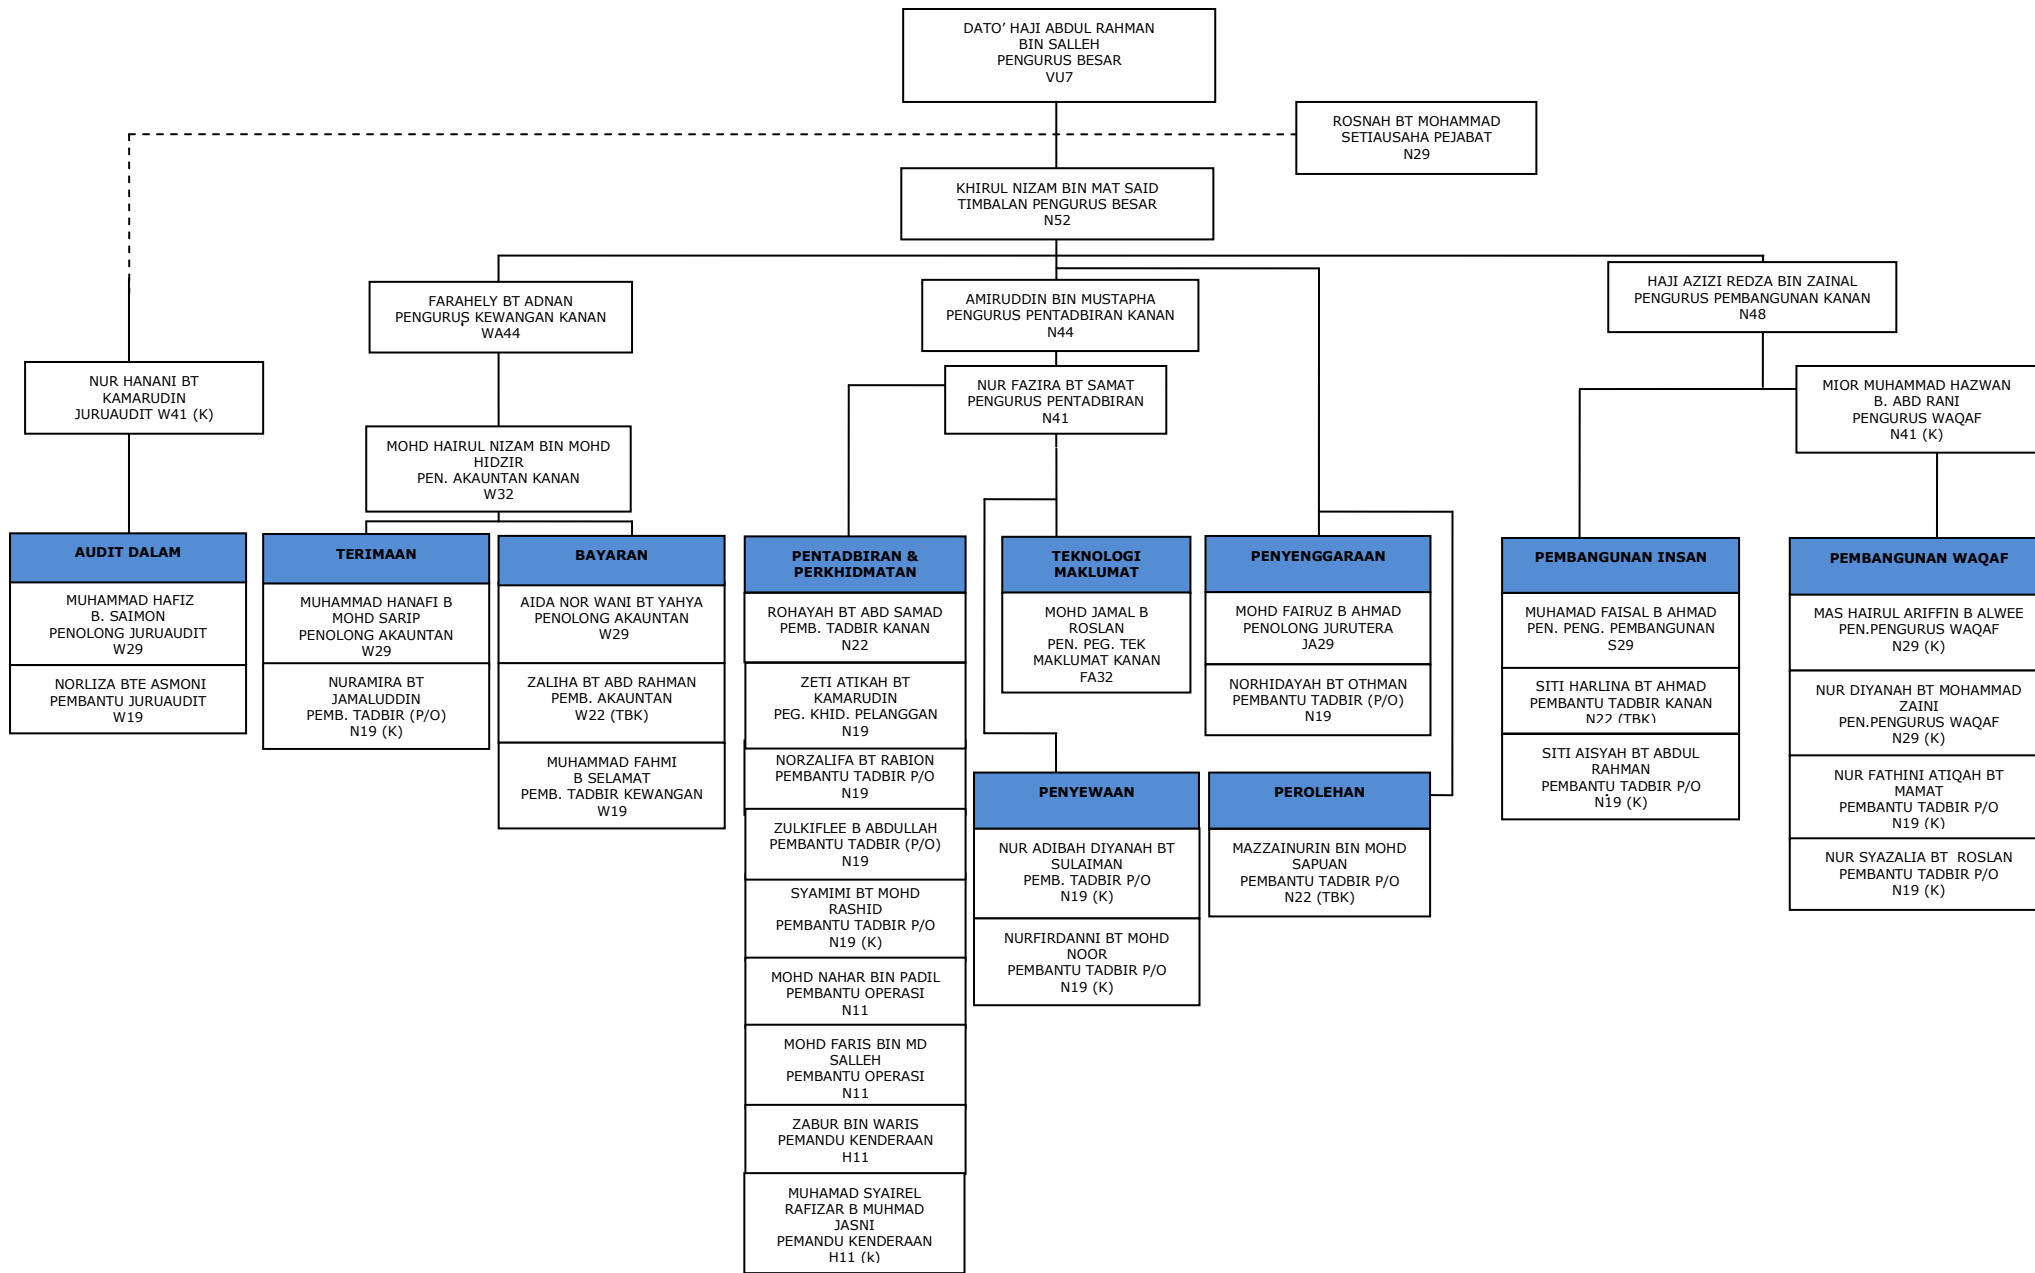 DATO' HAJI ABDUL RAHMAN
BIN SALLEH
PENGURUS BESAR
VU7
ROSNAH BT MOHAMMAD
SETIAUSAHA PEJABAT
N29
KHIRUL NIZAM BIN MAT SAID
TIMBALAN PENGURUS BESAR
N52
FARAHELY BT ADNAN
PENGURUS KEWANGAN KANAN
WA44
AMIRUDDIN BIN MUSTAPHA
PENGURUS PENTADBIRAN KANAN
N44
HAJI AZIZI REDZA BIN ZAINAL
PENGURUS PEMBANGUNAN KANAN
N48
NUR HANANI BT
KAMARUDIN
JURUAUDIT W41 (K)
NUR FAZIRA BT SAMAT
PENGURUS PENTADBIRAN
N41
MIOR MUHAMMAD HAZWAN
B. ABD RANI
PENGURUS WAQAF
N41 (K)
MOHD HAIRUL NIZAM BIN MOHD
HIDZIR
PEN. AKAUNTAN KANAN
W32
AUDIT DALAM
MUHAMMAD HAFIZ
B. SAIMON
PENOLONG JURUAUDIT
W29
NORLIZA BTE ASMONI
PEMBANTU JURUAUDIT
W19
TERIMAAN
MUHAMMAD HANAFI B
MOHD SARIP
PENOLONG AKAUNTAN
W29
NURAMIRA BT
JAMALUDDIN
PEMB. TADBIR (P/O)
N19 (K)
BAYARAN
AIDA NOR WANI BT YAHYA
PENOLONG AKAUNTAN
W29
ZALIHA BT ABD RAHMAN
PEMB. AKAUNTAN
W22 (TBK)
MUHAMMAD FAHMI
B SELAMAT
PEMB. TADBIR KEWANGAN
W19
PENTADBIRAN &
PERKHIDMATAN
ROHAYAH BT ABD SAMAD
PEMB. TADBIR KANAN
N22
ZETI ATIKAH BT
KAMARUDIN
PEG. KHID. PELANGGAN
N19
NORZALIFA BT RABION
PEMBANTU TADBIR P/O
N19
ZULKIFLEE B ABDULLAH
PEMBANTU TADBIR (P/O)
N19
SYAMIMI BT MOHD
RASHID
PEMBANTU TADBIR P/O
N19 (K)
MOHD NAHAR BIN PADIL
PEMBANTU OPERASI
N11
MOHD FARIS BIN MD
SALLEH
PEMBANTU OPERASI
N11
ZABUR BIN WARIS
PEMANDU KENDERAAN
H11
MUHAMAD SYAIREL
RAFIZAR B MUHMAD
JASNI
PEMANDU KENDERAAN
H11 (k)
TEKNOLOGI
MAKLUMAT
MOHD JAMAL B
ROSLAN
PEN. PEG. TEK
MAKLUMAT KANAN
FA32
PENYEWAAN
NUR ADIBAH DIYANAH BT
SULAIMAN
PEMB. TADBIR P/O
N19 (K)
NURFIRDANNI BT MOHD
NOOR
PEMBANTU TADBIR P/O
N19 (K)
PENYENGGARAAN
MOHD FAIRUZ B AHMAD
PENOLONG JURUTERA
JA29
NORHIDAYAH BT OTHMAN
PEMBANTU TADBIR (P/O)
N19
PEROLEHAN
MAZZAINURIN BIN MOHD
SAPUAN
PEMBANTU TADBIR P/O
N22 (TBK)
PEMBANGUNAN INSAN
MUHAMAD FAISAL B AHMAD
PEN. PENG. PEMBANGUNAN
S29
SITI HARLINA BT AHMAD
PEMBANTU TADBIR KANAN
N22 (TBK)
SITI AISYAH BT ABDUL
RAHMAN
PEMBANTU TADBIR P/O
N19 (K)
PEMBANGUNAN WAQAF
MAS HAIRUL ARIFFIN B ALWEE
PEN.PENGURUS WAQAF
N29 (K)
NUR DIYANAH BT MOHAMMAD
ZAINI
PEN.PENGURUS WAQAF
N29 (K)
NUR FATHINI ATIQAH BT
MAMAT
PEMBANTU TADBIR P/O
N19 (K)
NUR SYAZALIA BT ROSLAN
PEMBANTU TADBIR P/O
N19 (K)